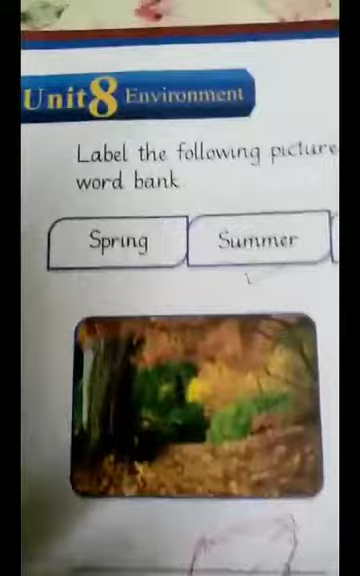 Unit 8 Environment
Label the following picture
word bank
Spring
Summer